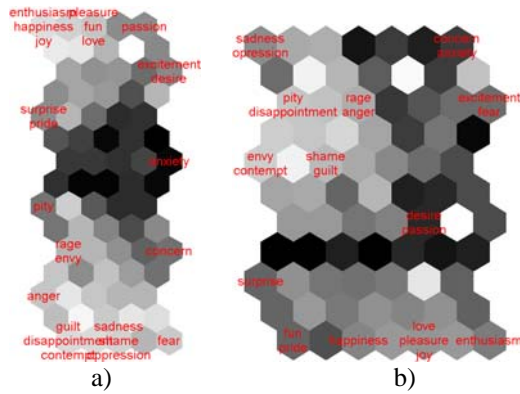 enthusiasm pleasure
happiness fun passion
joy love
excitement
desire
surprise
pride
anxiety
pity
rage
envy
concern
anger
guilt sadness
disappointment shame fear
contempt oppression
a)
sadness concern
opression anxiety
pity rage excitement
disappointment anger fear
envy shame
contempt guilt
desire
passion
surprise
fun love
pride happiness pleasure enthusiasm
joy
b)